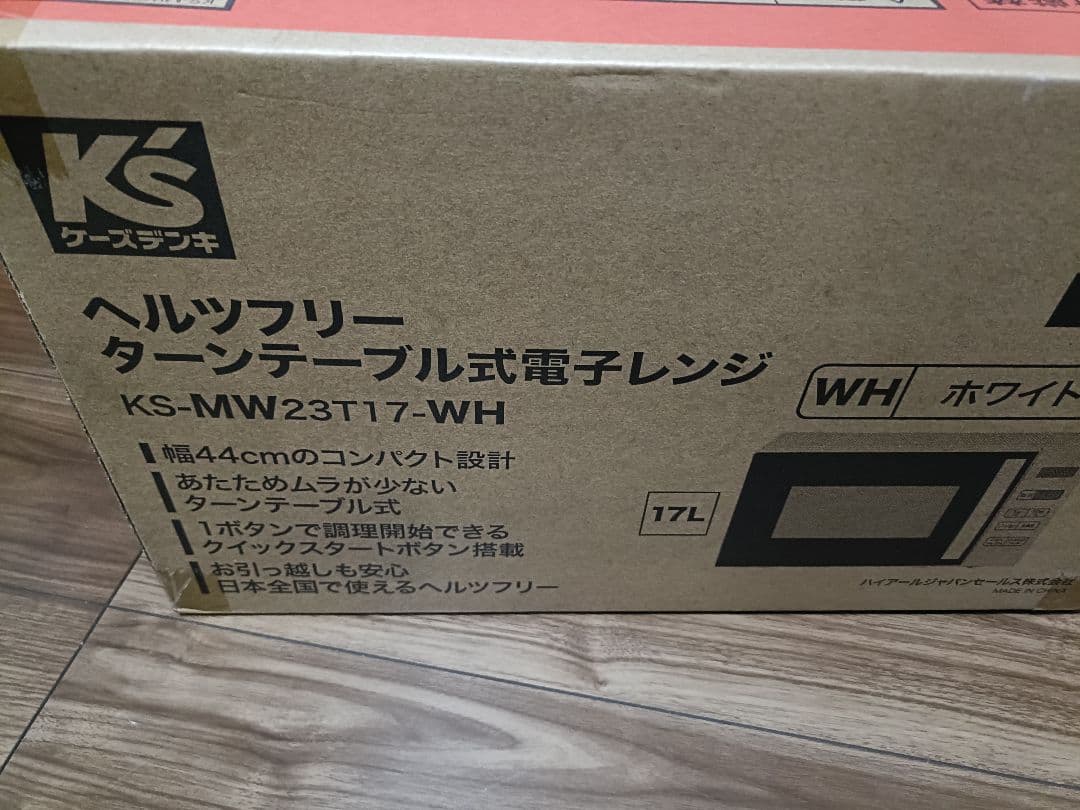 K's
ケーズデンキ
ヘルツフリー
ターンテーブル式電子レンジ
KS-MW23T17-WH
WH ホワイト
幅44cmのコンパクト設計
あたためムラが少ない
ターンテーブル式
1ボタンで調理開始できる
クイックスタートボタン搭載
お引っ越しも安心
日本全国で使えるヘルツフリー
17L
ハイアールジャパンセールス株式会社
MADE IN CHINA